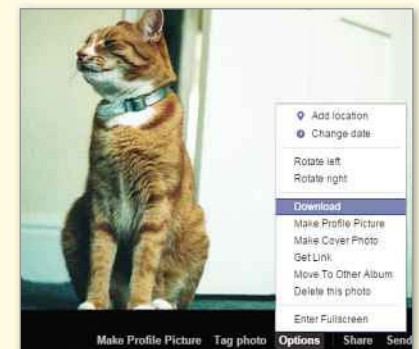 Add location
Change date
Rotate left
Rotate right
Download
Make Profile Picture
Make Cover Photo
Get Link
Move To Other Album
Delete this photo
Enter Fullscreen
Make Profile Picture Tag photo Options Share Send